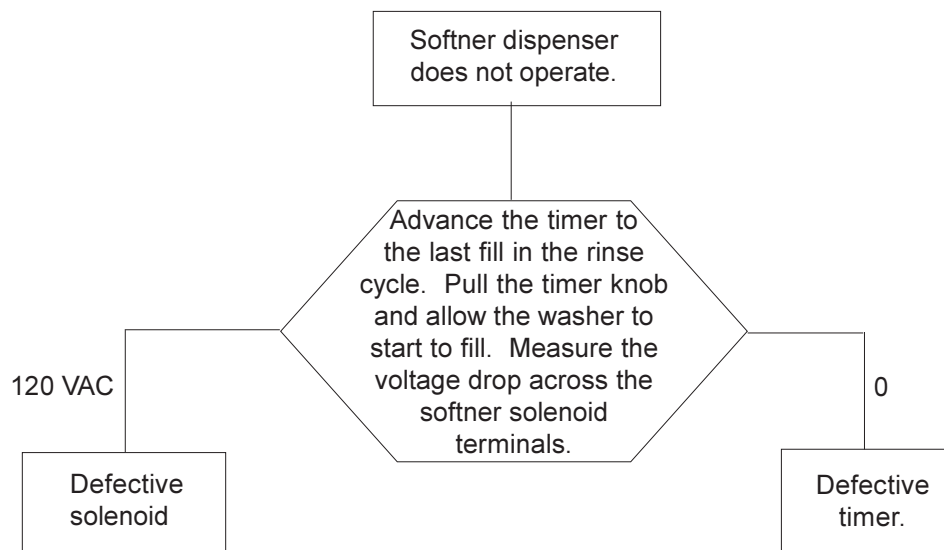 Softner dispenser
does not operate.
Advance the timer to
the last fill in the rinse
cycle. Pull the timer knob
and allow the washer to
start to fill. Measure the
voltage drop across the
softner solenoid
terminals.
120 VAC
0
Defective
solenoid
Defective
timer.